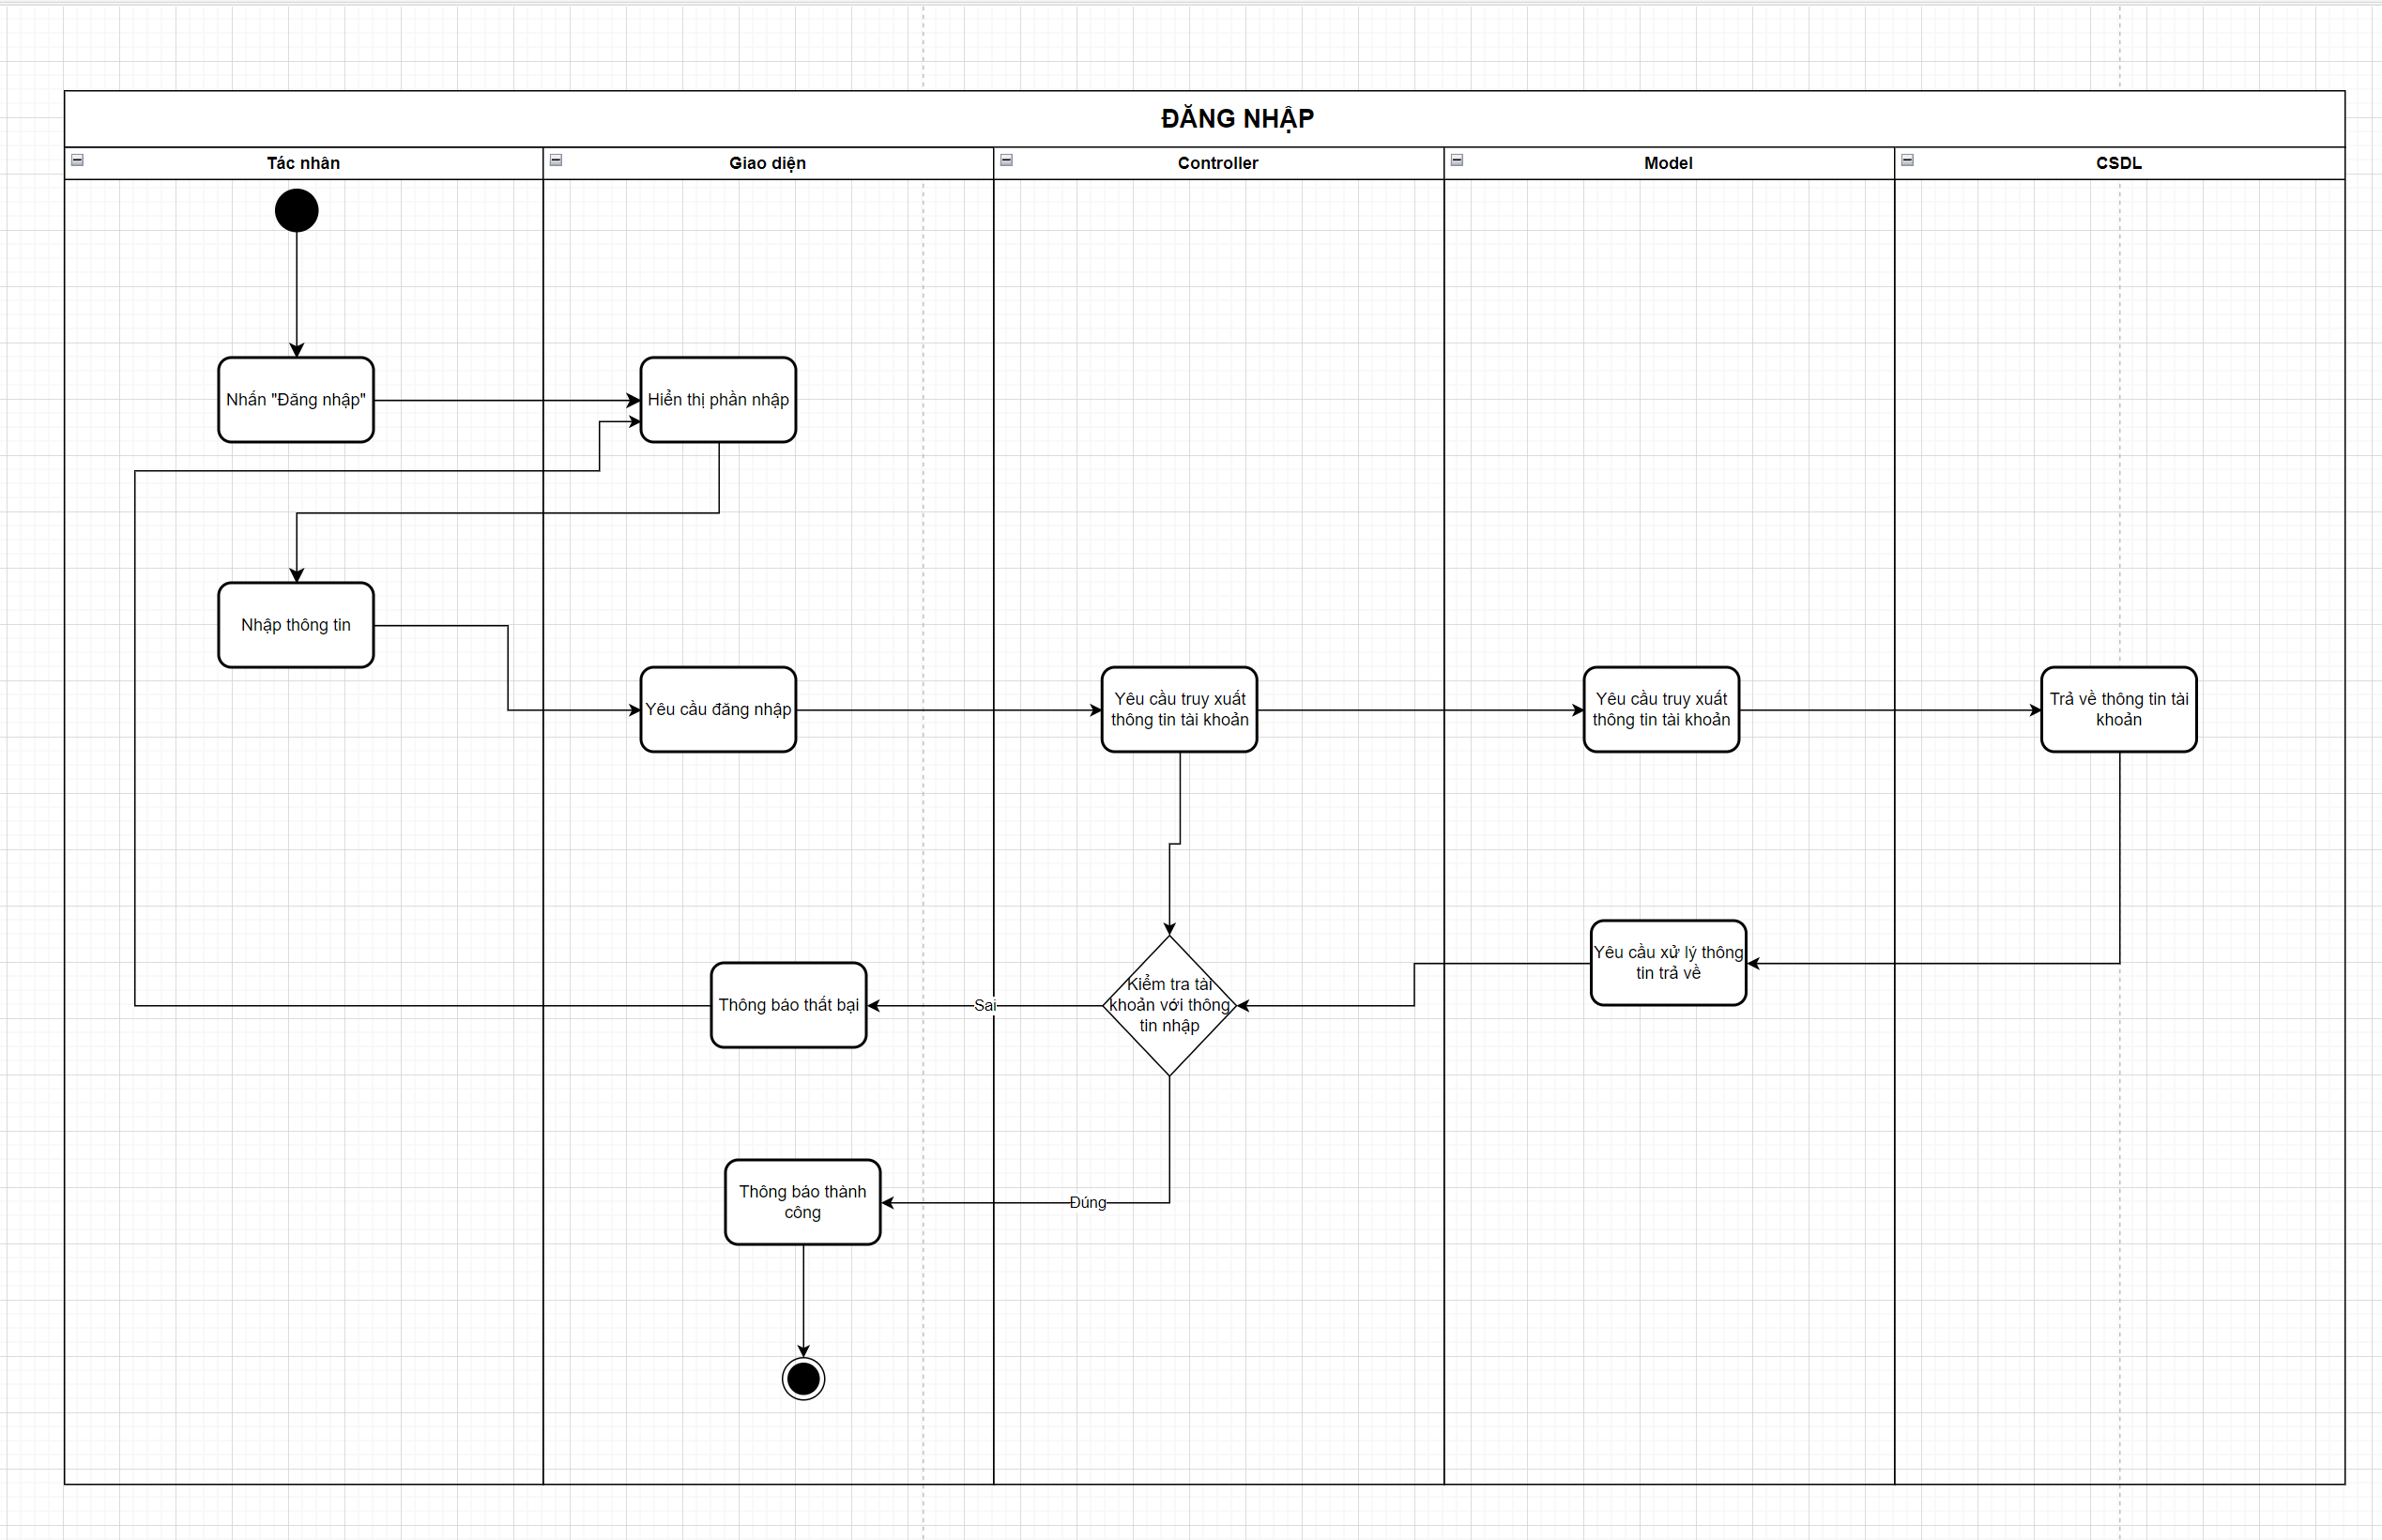 ĐĂNG NHẬP
Tác nhân
Giao diện
Controller
Model
CSDL
Nhấn "Đăng nhập"
Hiển thị phần nhập
Nhập thông tin
Yêu cầu đăng nhập
Yêu cầu truy xuất
thông tin tài khoản
Yêu cầu truy xuất
thông tin tài khoản
Trả về thông tin tài
khoản
Yêu cầu xử lý thông
tin trả về
Kiểm tra tài
khoản với thông
tin nhập
Sai
Thông báo thất bại
Đúng
Thông báo thành
công